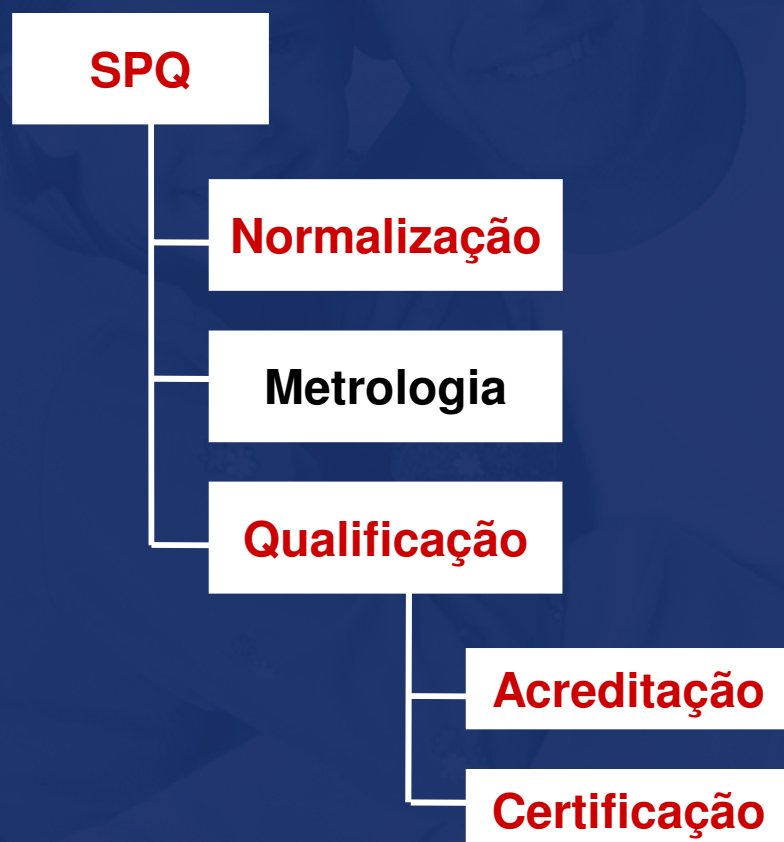 SPQ
Normalização
Metrologia
Qualificação
Acreditação
Certificação